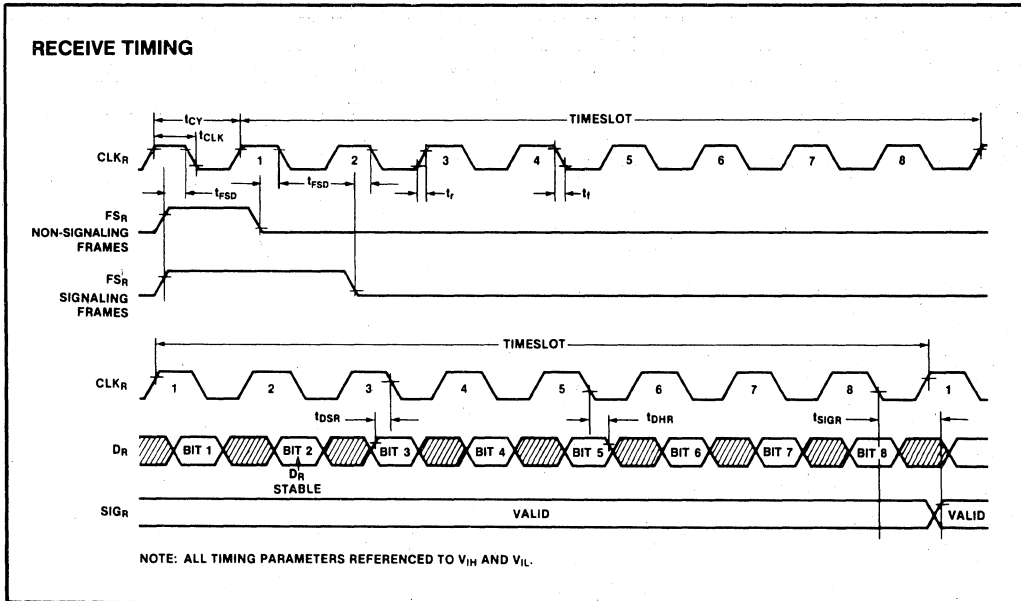 RECEIVE TIMING
tCY
TIMESLOT
tCLK
CLKR
1 2 3 4 5 6 7 8
tFSD tFSD tr tf
FSR
NON-SIGNALING
FRAMES
FSR
SIGNALING
FRAMES
TIMESLOT
CLKR
1 2 3 4 5 6 7 8 1
tDSR tDHR tSIGR
DR
BIT 1 BIT 2 BIT 3 BIT 4 BIT 5 BIT 6 BIT 7 BIT 8
DR
STABLE
SIGR
VALID VALID
NOTE: ALL TIMING PARAMETERS REFERENCED TO VIH AND VIL.